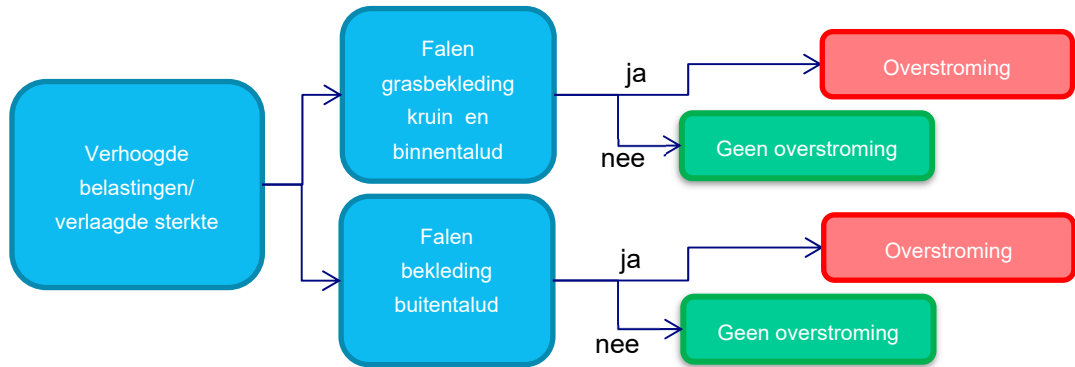 Verhoogde
belastingen/
verlaagde sterkte
Falen
grasbekleding
kruin en
binnentalud
ja
Overstroming
nee
Geen overstroming
Falen
bekleding
buitentalud
ja
Overstroming
nee
Geen overstroming